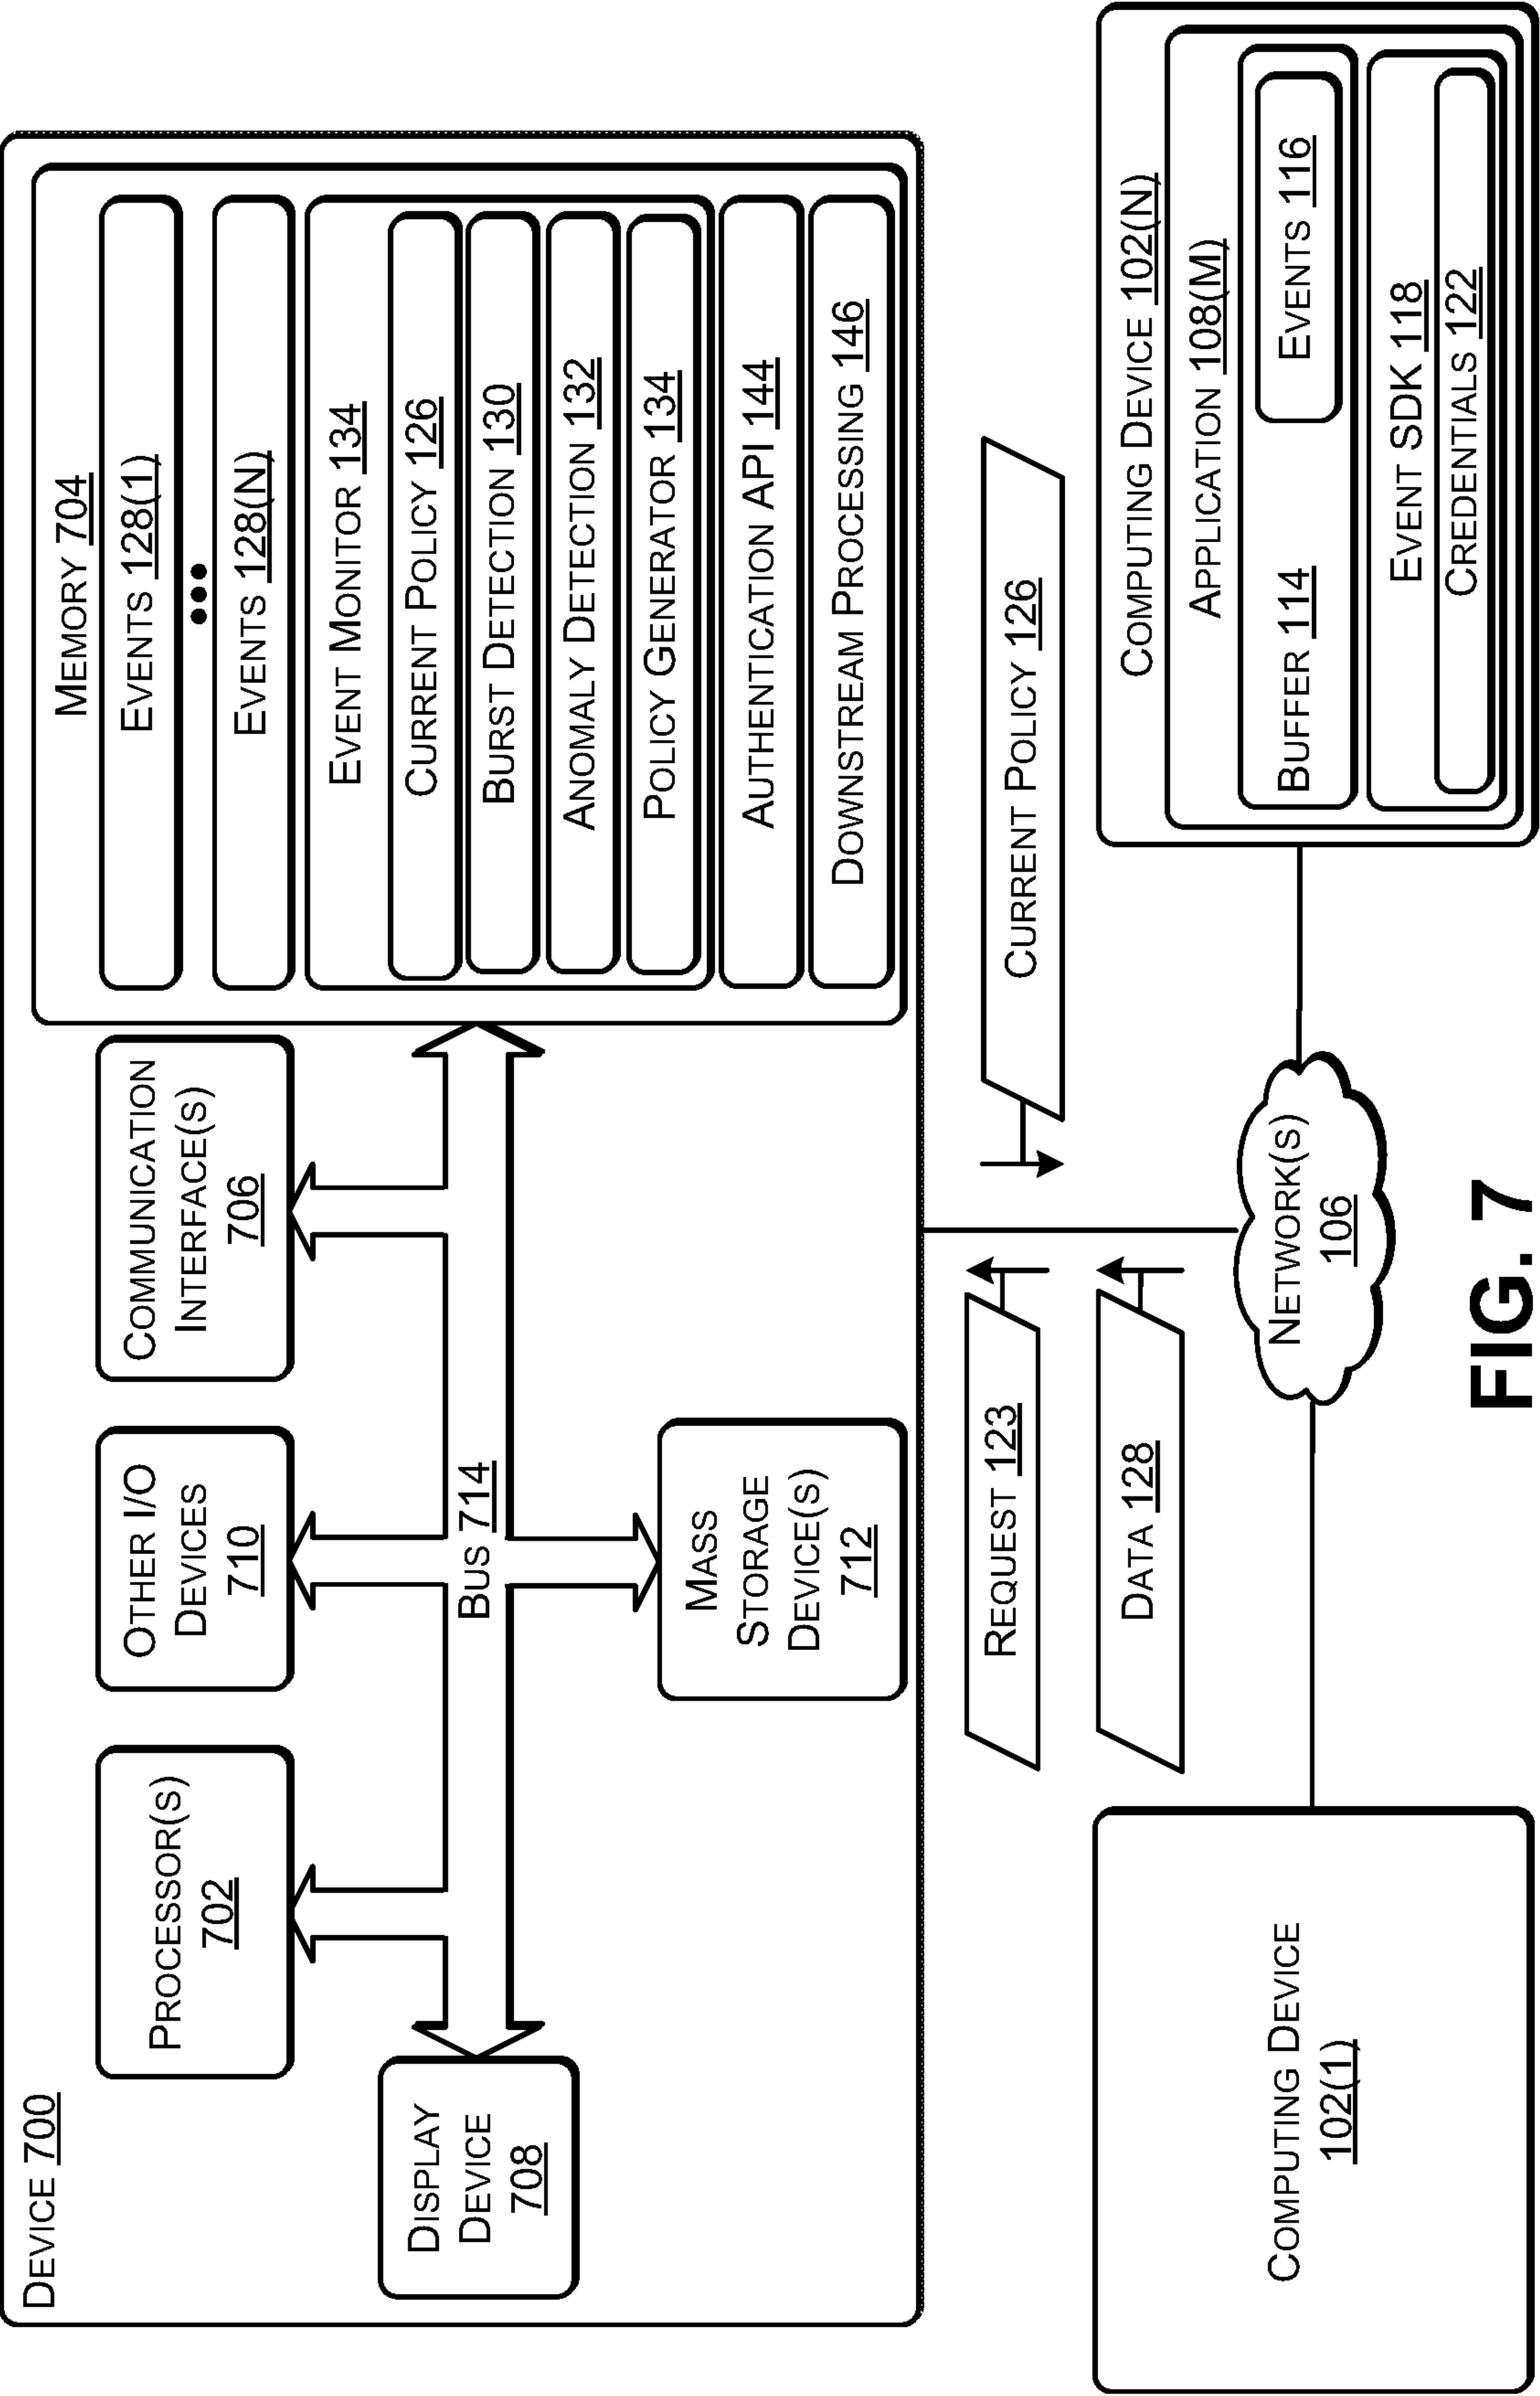 DEVICE 700
PROCESSOR(S)
702
OTHER I/O
DEVICES
710
COMMUNICATION
INTERFACE(S)
706
DISPLAY
DEVICE
708
BUS 714
MASS
STORAGE
DEVICE(S)
712
MEMORY 704
EVENTS 128(1)
•••
EVENTS 128(N)
EVENT MONITOR 134
CURRENT POLICY 126
BURST DETECTION 130
ANOMALY DETECTION 132
POLICY GENERATOR 134
AUTHENTICATION API 144
DOWNSTREAM PROCESSING 146
REQUEST 123
DATA 128
CURRENT POLICY 126
COMPUTING DEVICE
102(1)
NETWORK(S)
106
COMPUTING DEVICE 102(N)
APPLICATION 108(M)
BUFFER 114
EVENTS 116
EVENT SDK 118
CREDENTIALS 122
FIG. 7